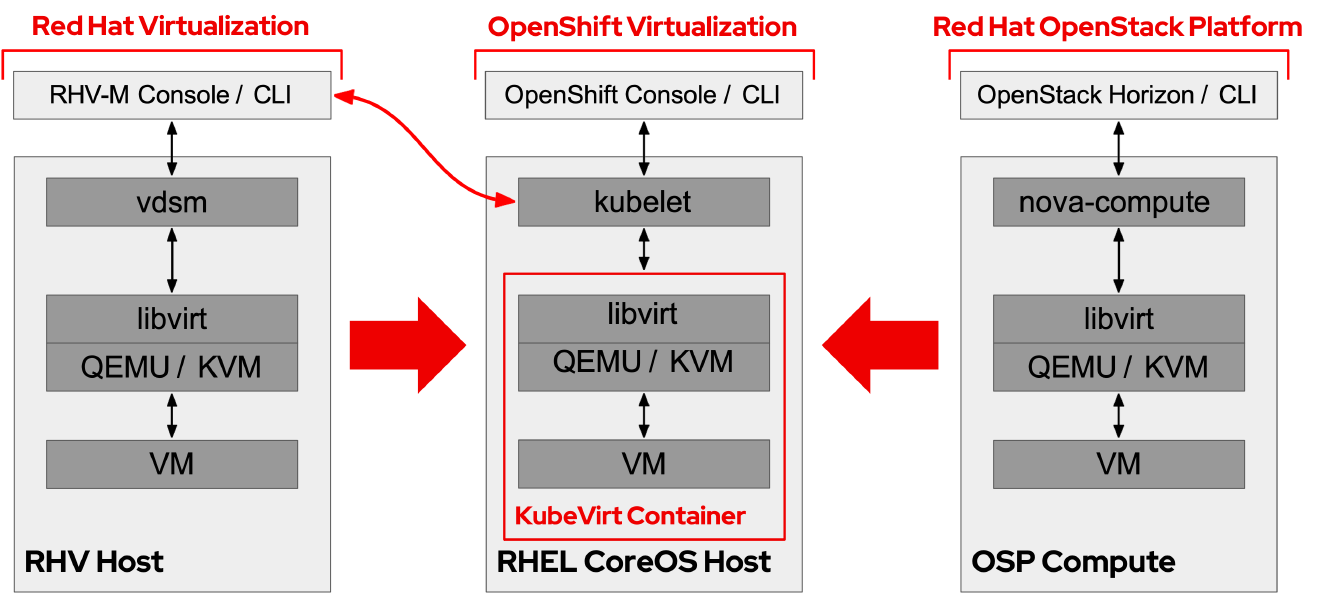 Red Hat Virtualization
RHV-M Console / CLI
vdsm
libvirt
QEMU / KVM
VM
RHV Host
OpenShift Virtualization
OpenShift Console / CLI
kubelet
libvirt
QEMU / KVM
VM
KubeVirt Container
RHEL CoreOS Host
Red Hat OpenStack Platform
OpenStack Horizon / CLI
nova-compute
libvirt
QEMU / KVM
VM
OSP Compute